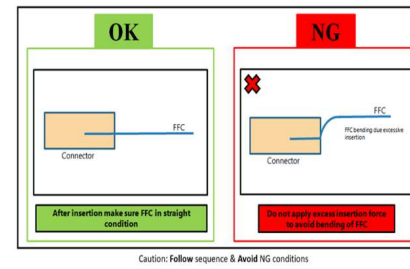 OK
FFC
Connector
After insertion make sure FFC in straight
condition
NG
FFC
FFC bending due excessive
insertion
Connector
Do not apply excess insertion force
to avoid bending of FFC
Caution: Follow sequence & Avoid NG conditions